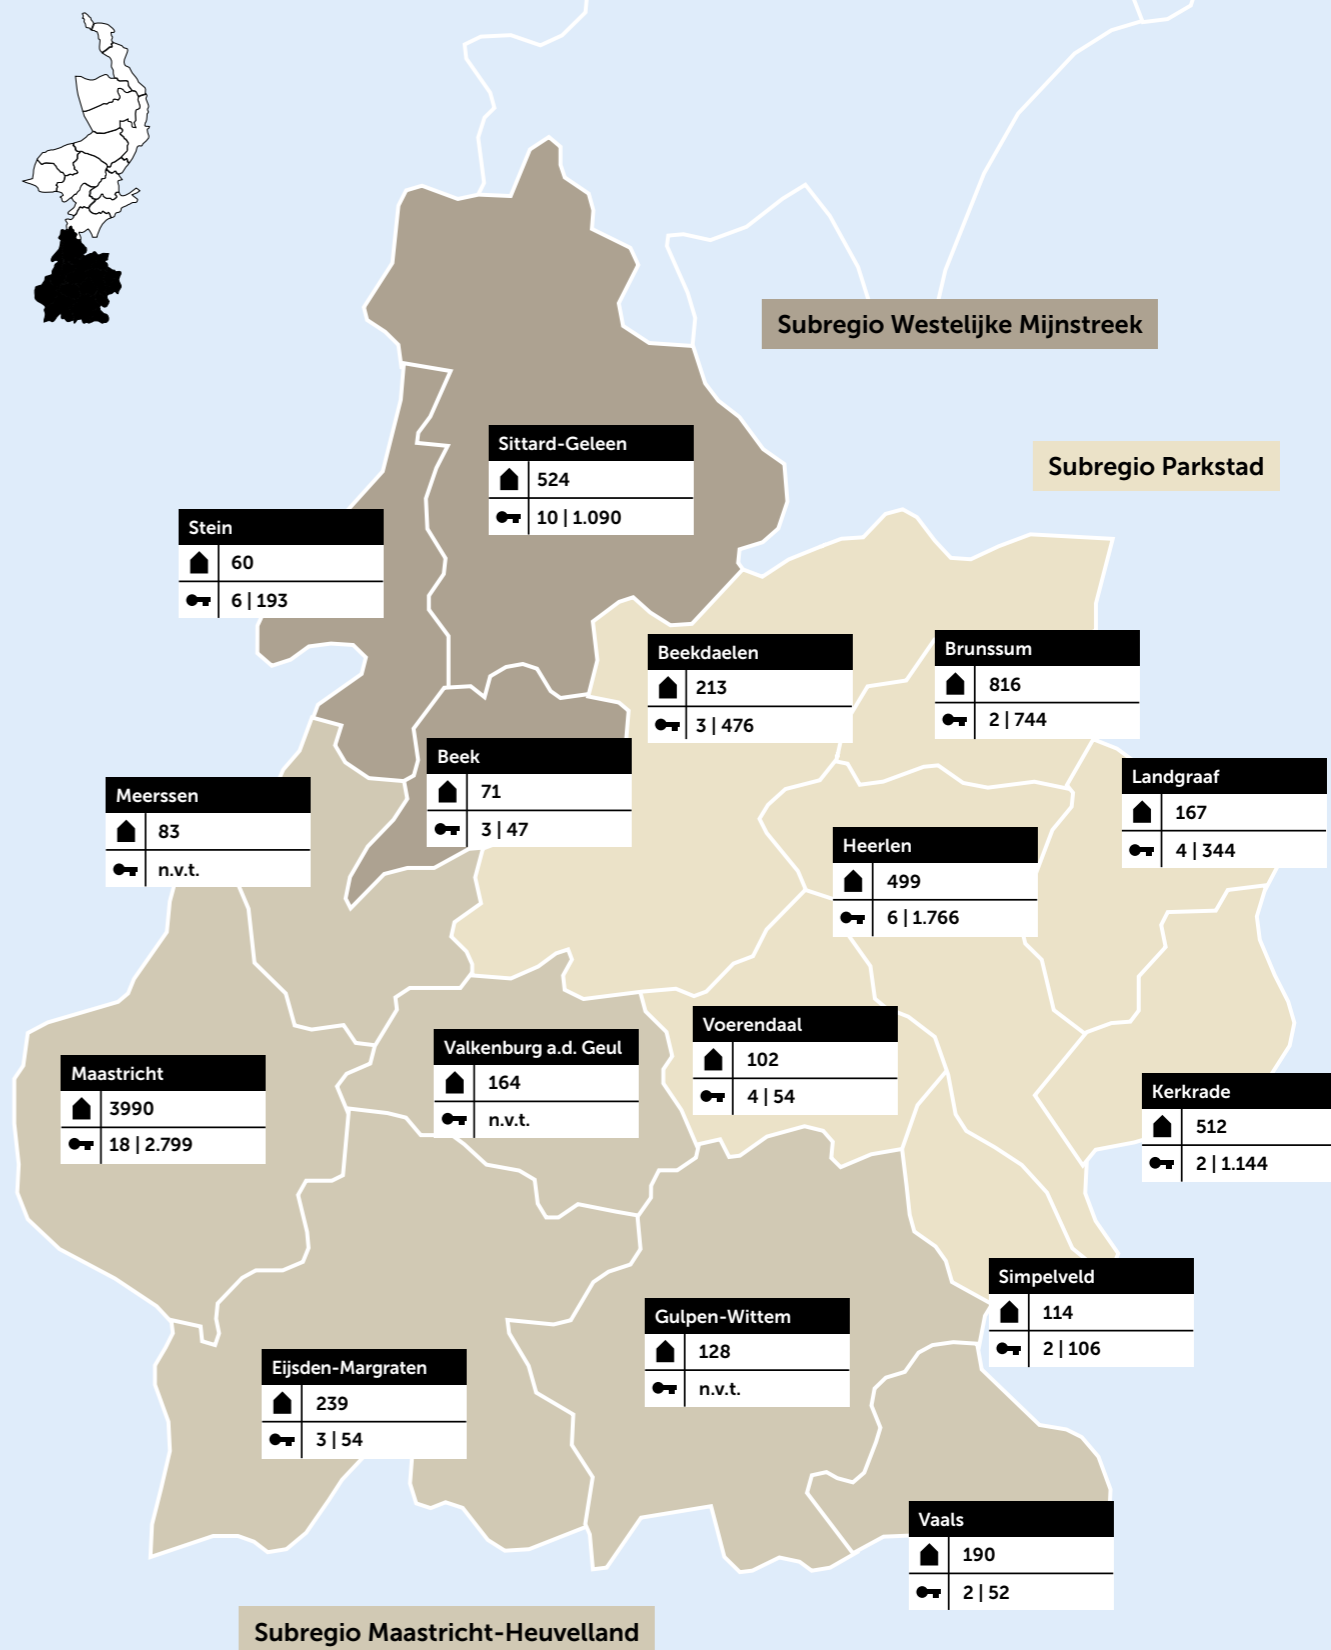 Subregio Westelijke Mijnstreek
Sittard-Geleen
524
10 | 1.090
Subregio Parkstad
Stein
60
6 | 193
Beekdaelen
213
3 | 476
Brunssum
816
2 | 744
Beek
71
3 | 47
Landgraaf
167
4 | 344
Meerssen
83
n.v.t.
Heerlen
499
6 | 1.766
Voerendaal
102
4 | 54
Valkenburg a.d. Geul
164
n.v.t.
Maastricht
3990
18 | 2.799
Kerkrade
512
2 | 1.144
Simpelveld
114
2 | 106
Gulpen-Wittem
128
n.v.t.
Eijsden-Margraten
239
3 | 54
Vaals
190
2 | 52
Subregio Maastricht-Heuvelland